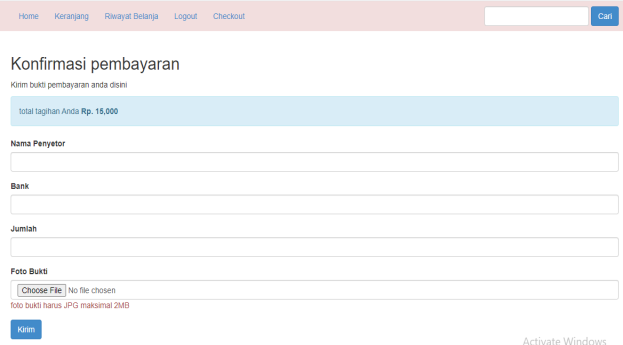 Home Keranjang Riwayat Belanja Logout Checkout Cari
Konfirmasi pembayaran
Kirim bukti pembayaran anda disini
total tagihan Anda Rp. 15,000
Nama Penyetor
Bank
Jumlah
Foto Bukti
Choose File No file chosen
foto bukti harus JPG maksimal 2MB
Kirim
Activate Windows